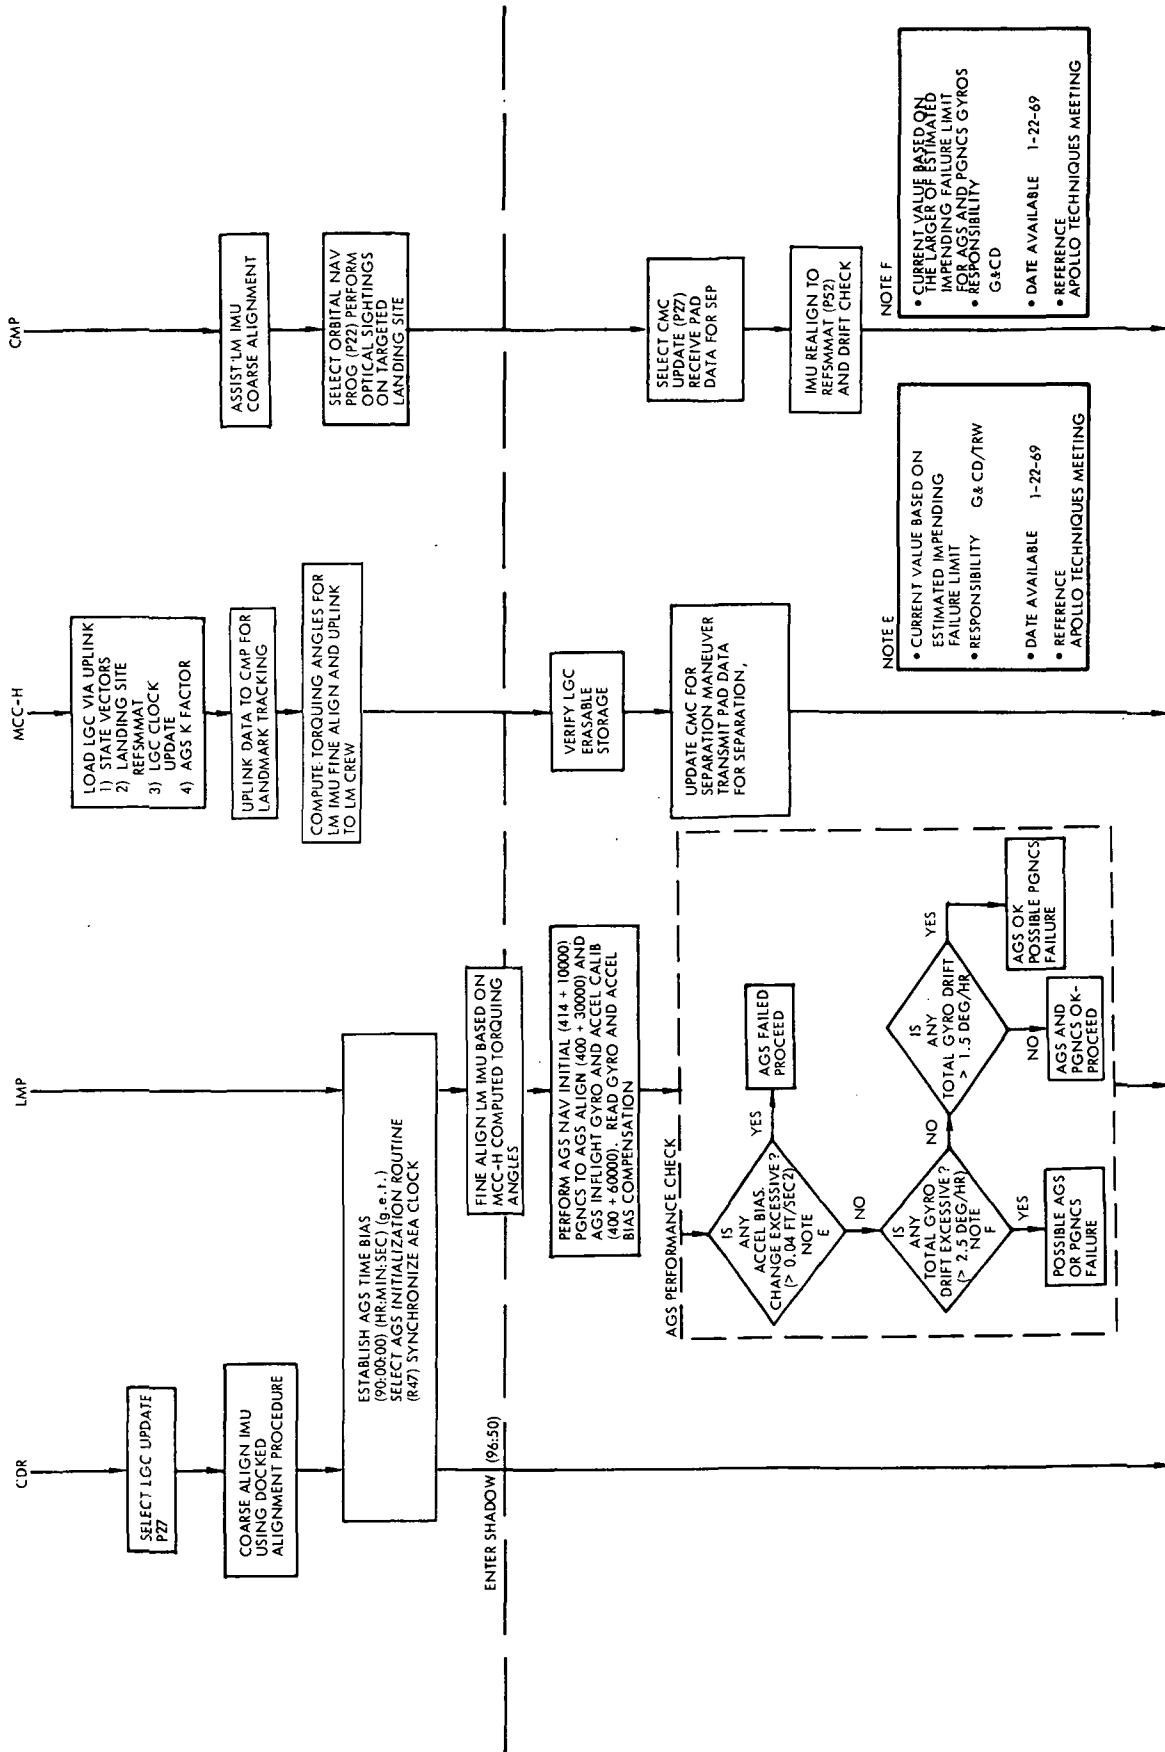 CDR
SELECT LGC UPDATE
P27
COARSE ALIGN IMU
USING DOCKED
ALIGNMENT PROCEDURE
LMP
ESTABLISH AGS TIME BIAS
(90:00:00) (HR:MIN:SEC) (g.e.t.)
SELECT AGS INITIALIZATION ROUTINE
(R47) SYNCHRONIZE AEA CLOCK
ENTER SHADOW (96:50)
FINE ALIGN LM IMU BASED ON
MCC-H COMPUTED TORQUING
ANGLES
PERFORM AGS NAV INITIAL (414 + 10000)
PGNCS TO AGS ALIGN (400 + 30000) AND
AGS INFLIGHT GYRO AND ACCEL CALIB
(400 + 60000). READ GYRO AND ACCEL
BIAS COMPENSATION
AGS PERFORMANCE CHECK
IS
ANY
ACCEL BIAS
CHANGE EXCESSIVE?
(> 0.04 FT/SEC2)
NOTE
E
YES
AGS FAILED
PROCEED
NO
IS
ANY
TOTAL GYRO
DRIFT EXCESSIVE?
(> 2.5 DEG/HR)
NOTE
F
YES
POSSIBLE AGS
OR PGNCS
FAILURE
NO
IS
ANY
TOTAL GYRO DRIFT
> 1.5 DEG/HR
YES
AGS OK
POSSIBLE PGNCS
FAILURE
NO
AGS AND
PGNCS OK-
PROCEED
MCC-H
LOAD LGC VIA UPLINK
1) STATE VECTORS
2) LANDING SITE
REFSMMAT
3) LGC CLOCK
UPDATE
4) AGS K FACTOR
UPLINK DATA TO CMP FOR
LANDMARK TRACKING
COMPUTE TORQUING ANGLES FOR
LM IMU FINE ALIGN AND UPLINK
TO LM CREW
VERIFY LGC
ERASABLE
STORAGE
UPDATE CMC FOR
SEPARATION MANEUVER
TRANSMIT PAD DATA
FOR SEPARATION,
CMP
ASSIST LM IMU
COARSE ALIGNMENT
SELECT ORBITAL NAV
PROG (P22) PERFORM
OPTICAL SIGHTINGS
ON TARGETED
LANDING SITE
SELECT CMC
UPDATE (P27)
RECEIVE PAD
DATA FOR SEP
IMU REALIGN TO
REFSMMAT (P52)
AND DRIFT CHECK
NOTE E
• CURRENT VALUE BASED ON
ESTIMATED IMPENDING
FAILURE LIMIT
• RESPONSIBILITY G& CD/TRW
• DATE AVAILABLE 1-22-69
• REFERENCE
APOLLO TECHNIQUES MEETING
NOTE F
• CURRENT VALUE BASED ON
THE LARGER OF ESTIMATED
IMPENDING FAILURE LIMIT
FOR AGS AND PGNCS GYROS
• RESPONSIBILITY
G&CD
• DATE AVAILABLE 1-22-69
• REFERENCE
APOLLO TECHNIQUES MEETING